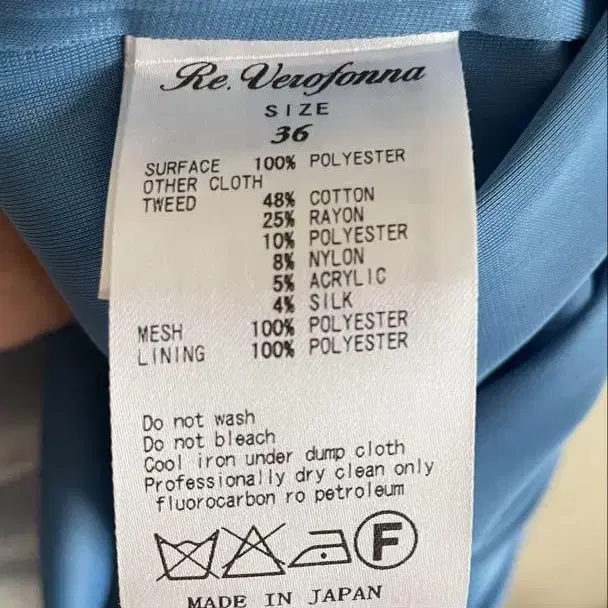 Re.Verofonna
SIZE
36
SURFACE 100% POLYESTER
OTHER CLOTH
TWEED 48% COTTON
25% RAYON
10% POLYESTER
8% NYLON
5% ACRYLIC
4% SILK
MESH 100% POLYESTER
LINING 100% POLYESTER
Do not wash
Do not bleach
Cool iron under dump cloth
Professionally dry clean only
fluorocarbon ro petroleum
F
MADE IN JAPAN